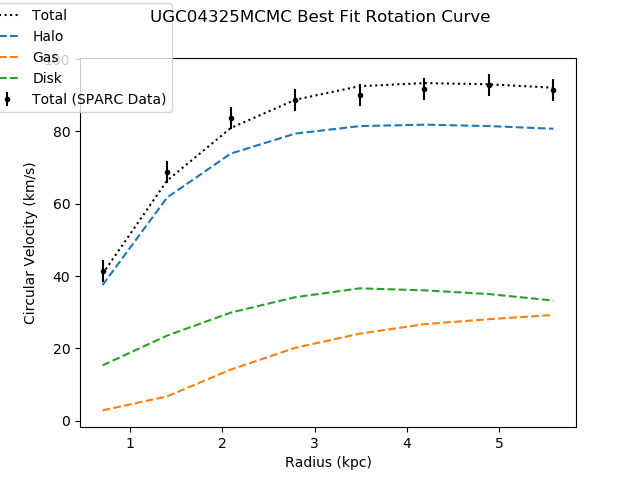 UGC04325MCMC Best Fit Rotation Curve
Total
Halo
Gas
Disk
Total (SPARC Data)
100
80
60
40
20
0
Circular Velocity (km/s)
1 2 3 4 5
Radius (kpc)